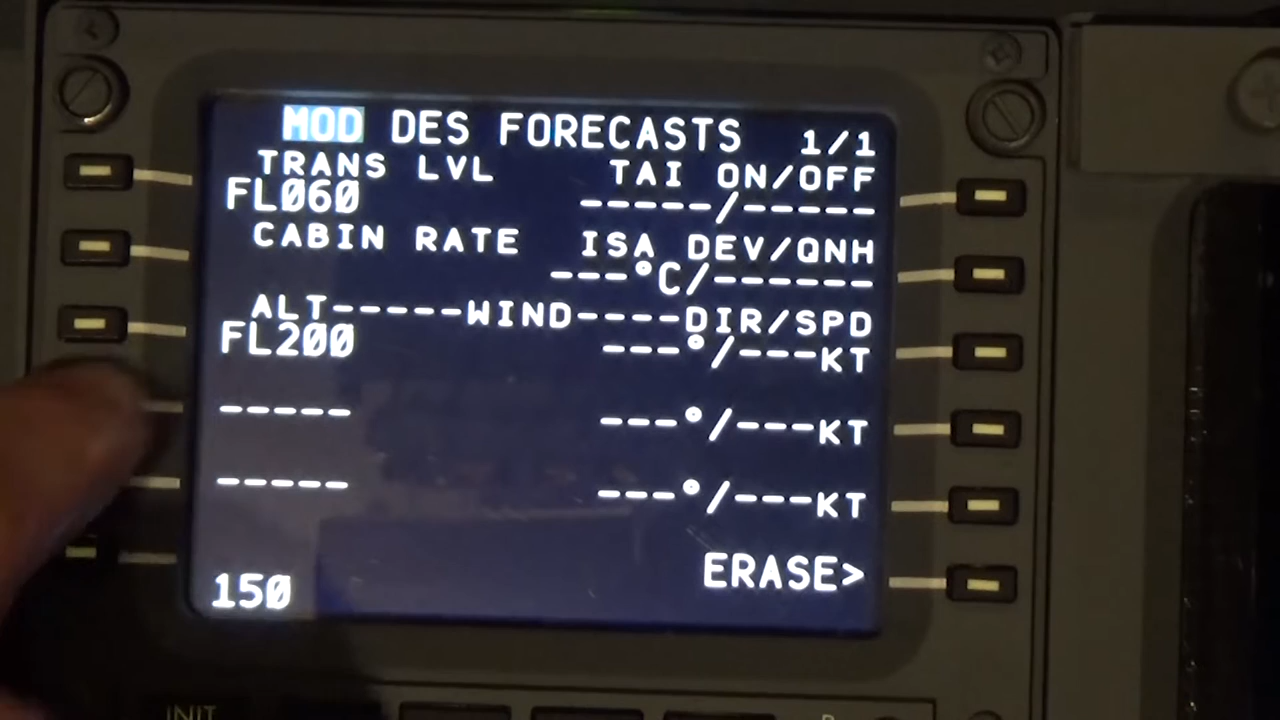 MOD DES FORECASTS 1/1
TRANS LVL TAI ON/OFF
FL060 -----/-----
CABIN RATE ISA DEV/QNH
---°C/------
ALT-----WIND----DIR/SPD
FL200 ---°/---KT
----- ---°/---KT
----- ---°/---KT
ERASE>
150
INIT